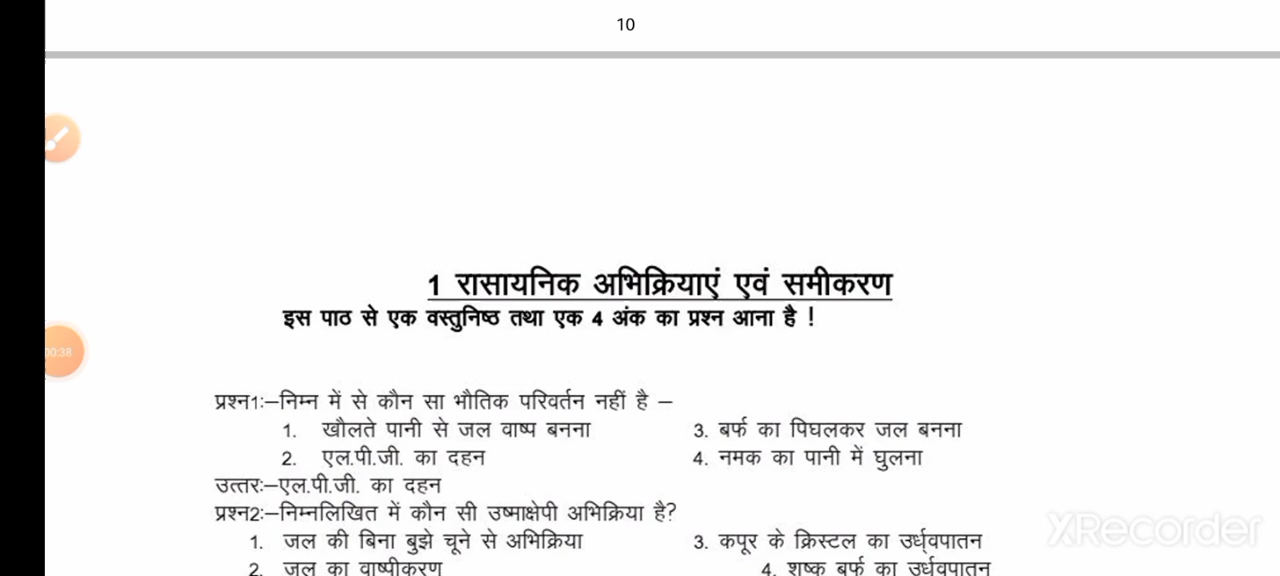 10
1 रासायनिक अभिक्रियाएं एवं समीकरण
इस पाठ से एक वस्तुनिष्ठ तथा एक 4 अंक का प्रश्न आना है !
00:38
प्रश्न1:–निम्न में से कौन सा भौतिक परिवर्तन नहीं है –
1. खौलते पानी से जल वाष्प बनना 3. बर्फ का पिघलकर जल बनना
2. एल.पी.जी. का दहन 4. नमक का पानी में घुलना
उत्तरः–एल.पी.जी. का दहन
प्रश्न2:–निम्नलिखित में कौन सी उष्माक्षेपी अभिक्रिया है?
1. जल की बिना बुझे चूने से अभिक्रिया 3. कपूर के क्रिस्टल का उर्ध्वपातन
2. जल का वाष्पीकरण 4. शुष्क बर्फ का उर्ध्वपातन
XRecorder